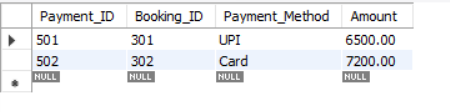 Payment_ID Booking_ID Payment_Method Amount
501 301 UPI 6500.00
502 302 Card 7200.00
NULL NULL NULL NULL